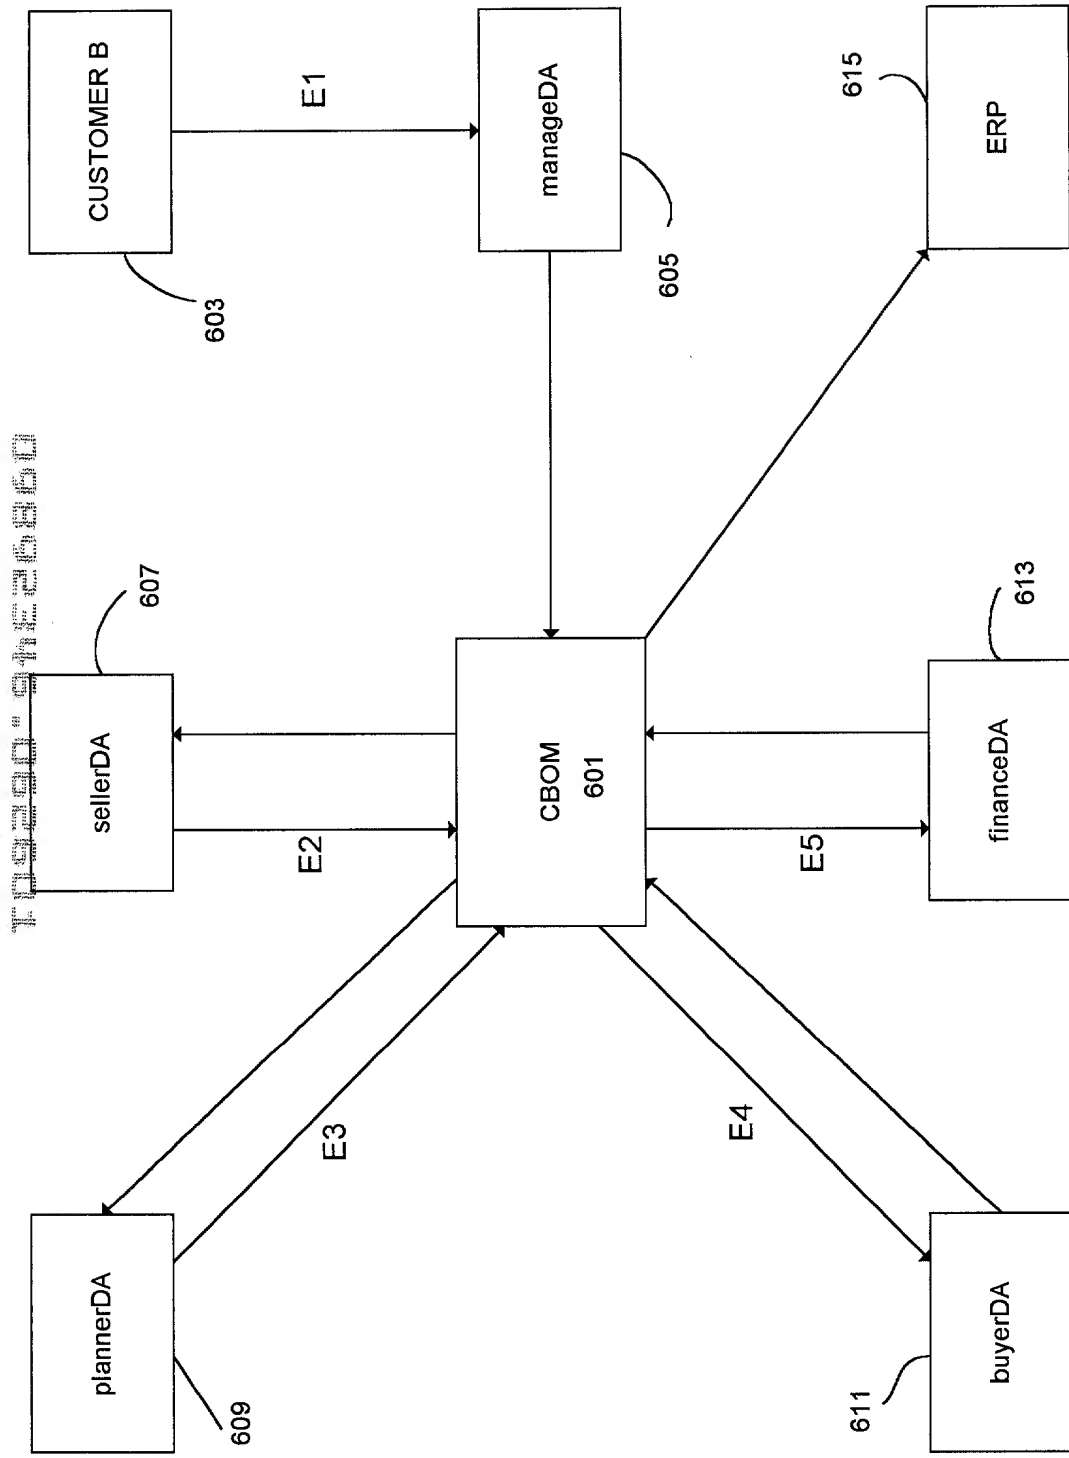 plannerDA
sellerDA
CUSTOMER B
609
607
603
E3
E2
E1
CBOM
601
manageDA
605
E4
E5
611
613
615
buyerDA
financeDA
ERP